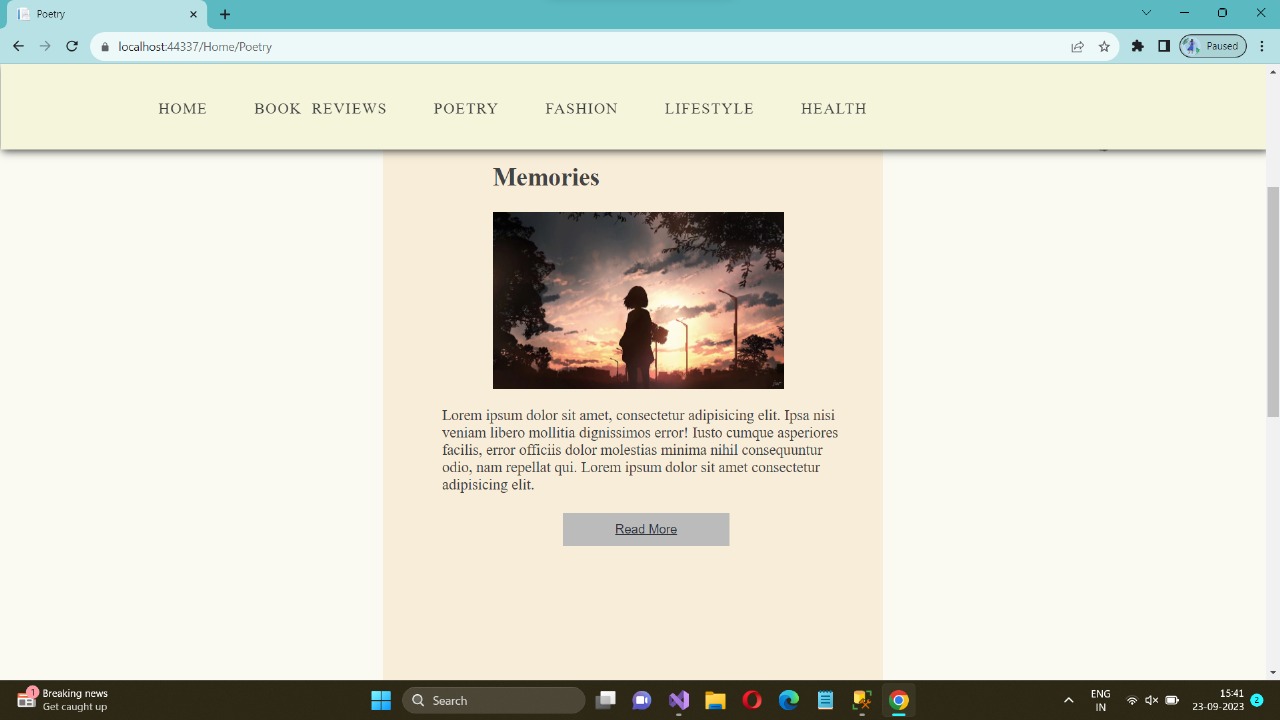 Poetry
localhost:44337/Home/Poetry
Paused
HOME BOOK REVIEWS POETRY FASHION LIFESTYLE HEALTH
Memories
Lorem ipsum dolor sit amet, consectetur adipisicing elit. Ipsa nisi
veniam libero mollitia dignissimos error! Iusto cumque asperiores
facilis, error officiis dolor molestias minima nihil consequuntur
odio, nam repellat qui. Lorem ipsum dolor sit amet consectetur
adipisicing elit.
Read More
1
Breaking news
Get caught up
Search
ENG
IN
15:41
23-09-2023
2